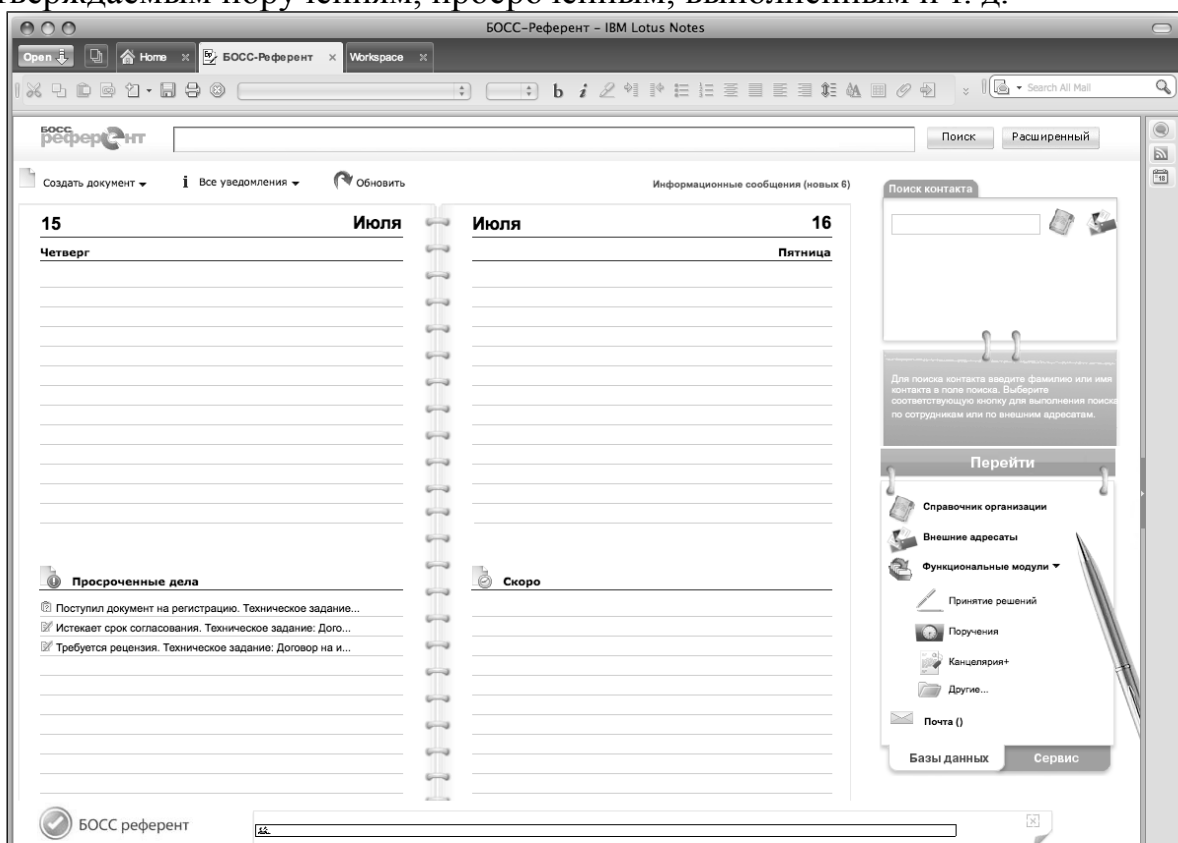 верждаемым поручениям, просроченным, выполненным и т. д.
БОСС-Референт – IBM Lotus Notes
Open Home БОСС-Референт Workspace
b i Search All Mail
БОСС
референт Поиск Расширенный
Создать документ Все уведомления Обновить Информационные сообщения (новых 6)
Поиск контакта
15 Июля Июля 16
Четверг Пятница
Для поиска контакта введите фамилию или имя
контакта в поле поиска. Выберите
соответствующую кнопку для выполнения поиска
по сотрудникам или по внешним адресатам.
Перейти
Справочник организации
Внешние адресаты
Функциональные модули
Принятие решений
Поручения
Канцелярия+
Другие...
Почта ()
Базы данных Сервис
Просроченные дела
Поступил документ на регистрацию. Техническое задание...
Истекает срок согласования. Техническое задание: Дого...
Требуется рецензия. Техническое задание: Договор на и...
Скоро
БОСС референт